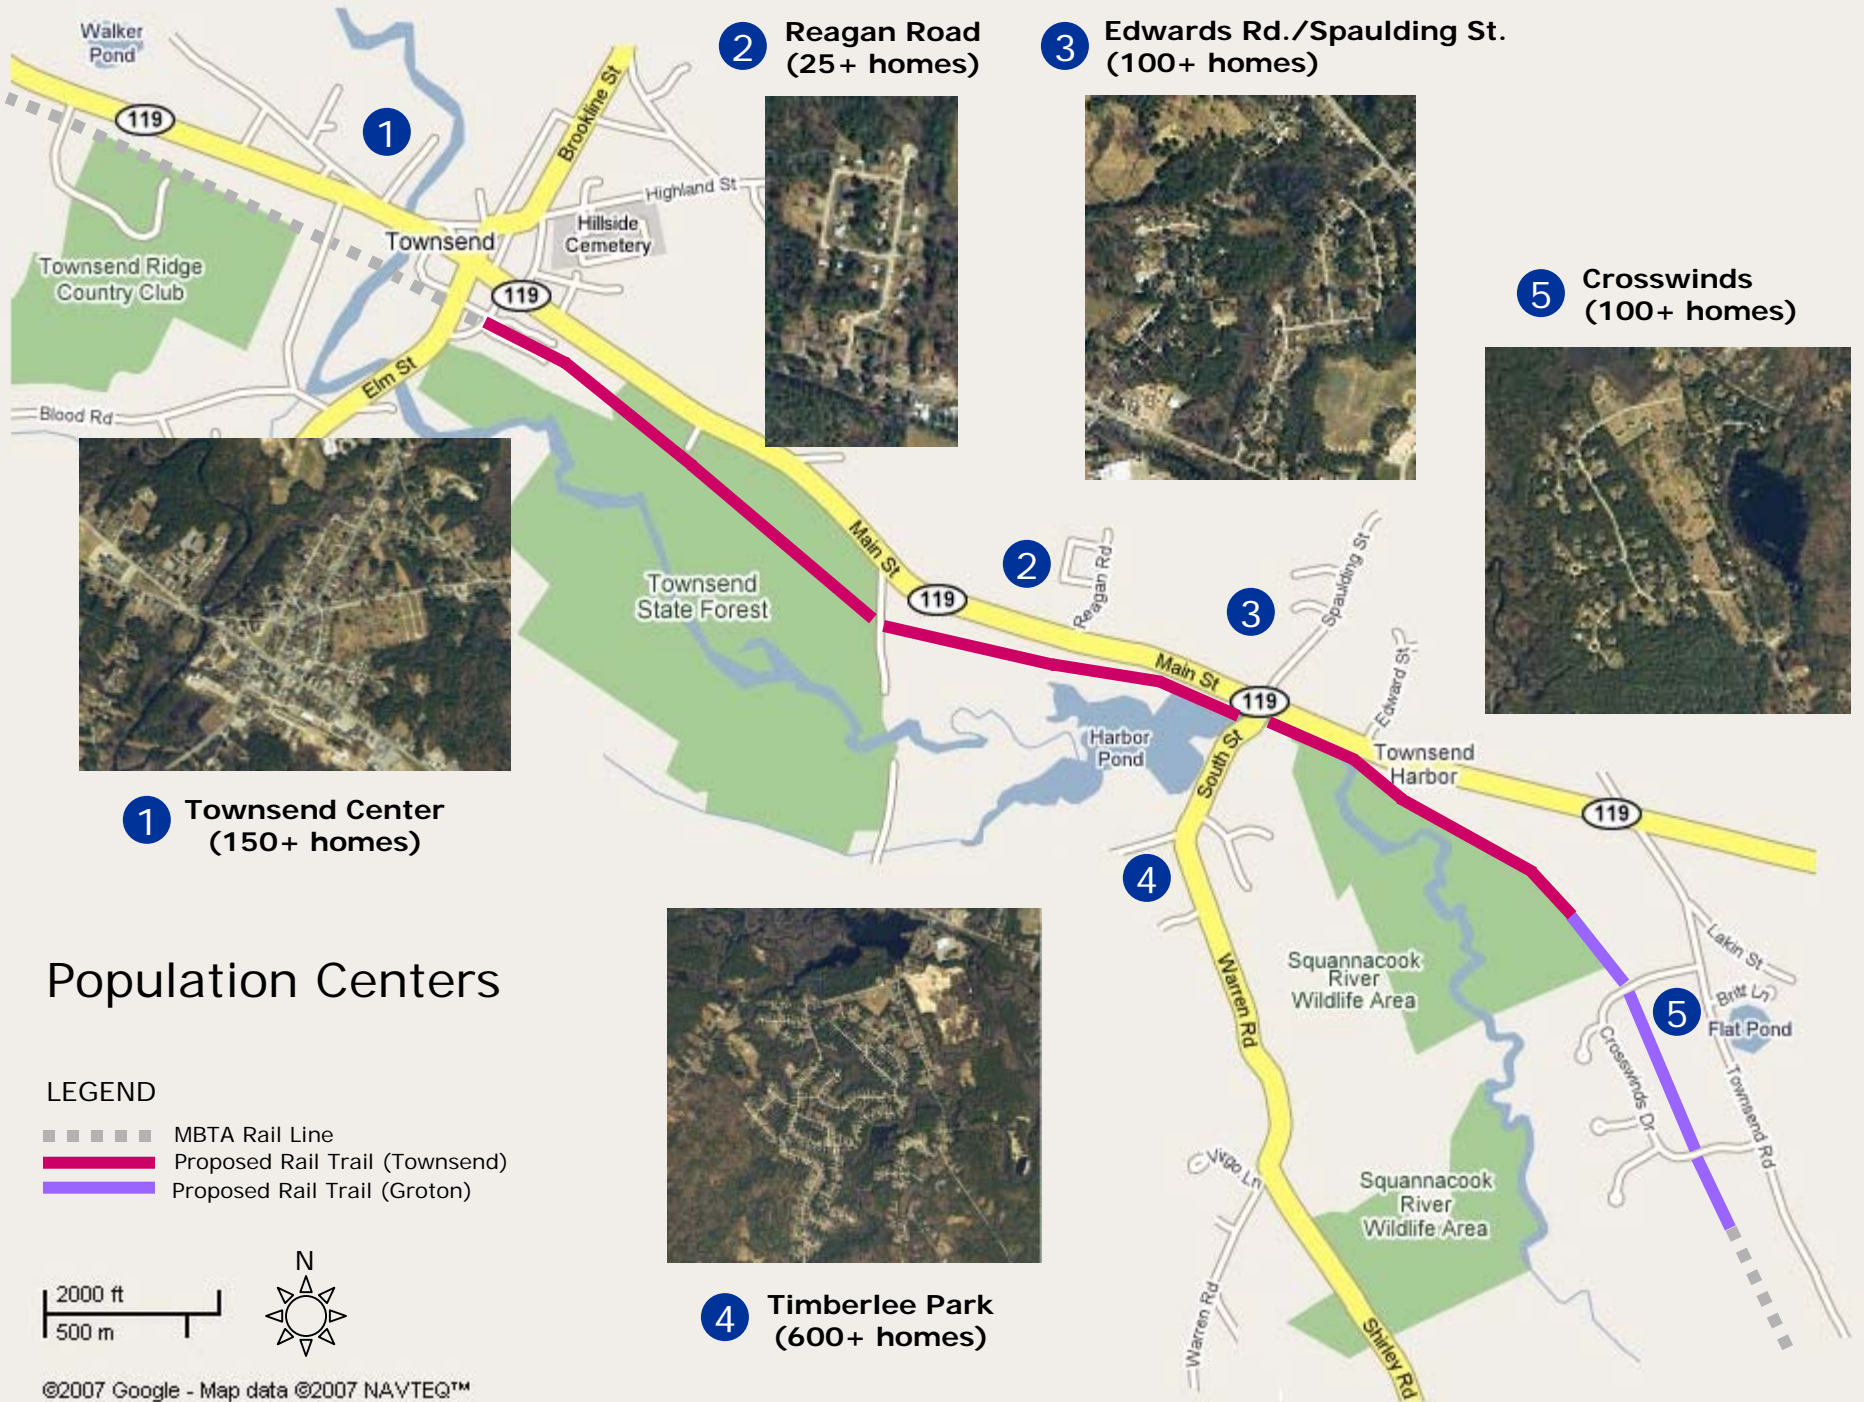 Walker
Pond
119
1
Brookline St
Highland St
Hillside
Cemetery
Townsend
Townsend Ridge
Country Club
119
Elm St
Blood Rd
2
Reagan Road
(25+ homes)
3
Edwards Rd./Spaulding St.
(100+ homes)
5
Crosswinds
(100+ homes)
1
Townsend Center
(150+ homes)
Main St
Townsend
State Forest
119
2
Reagan Rd
3
Spaulding St
Edward St
Main St
119
Harbor
Pond
South St
Townsend
Harbor
119
4
Warren Rd
Squannacook
River
Wildlife Area
Lakin St
Britt Ln
5
Flat Pond
Crosswinds Dr
Townsend Rd
Virgo Ln
Squannacook
River
Wildlife Area
Warren Rd
Shirley Rd
4
Timberlee Park
(600+ homes)
Population Centers
LEGEND
MBTA Rail Line
Proposed Rail Trail (Townsend)
Proposed Rail Trail (Groton)
2000 ft
500 m
N
©2007 Google - Map data ©2007 NAVTEQ™